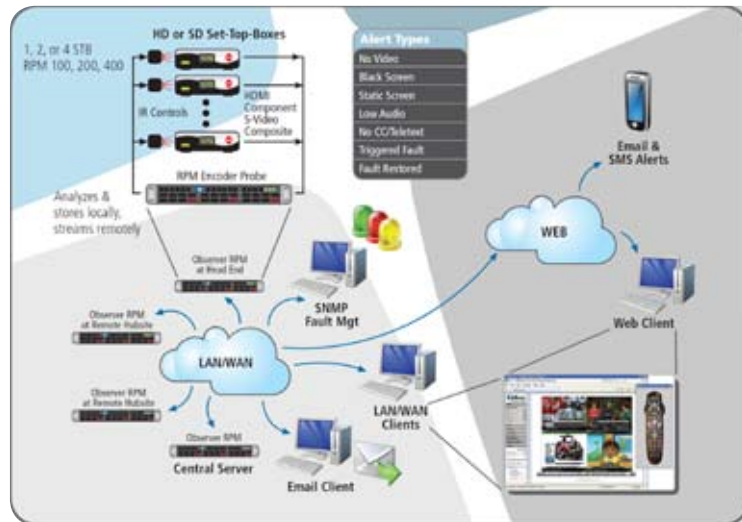 HD or SD Set-Top-Boxes
1, 2, or 4 STB
RPM 100, 200, 400
IR Controls
HDMI
Component
S-Video
Composite
RPM Encoder Probe
Analyzes &
stores locally,
streams remotely
Alert Types
No Video
Black Screen
Static Screen
Low Audio
No CC/Teletext
Triggered Fault
Fault Restored
Email &
SMS Alerts
WEB
Web Client
Observer RPM
at Head End
SNMP
Fault Mgt
Observer RPM
at Remote Hubsite
LAN/WAN
Observer RPM
at Remote Hubsite
LAN/WAN
Clients
Observer RPM
Central Server
Email Client